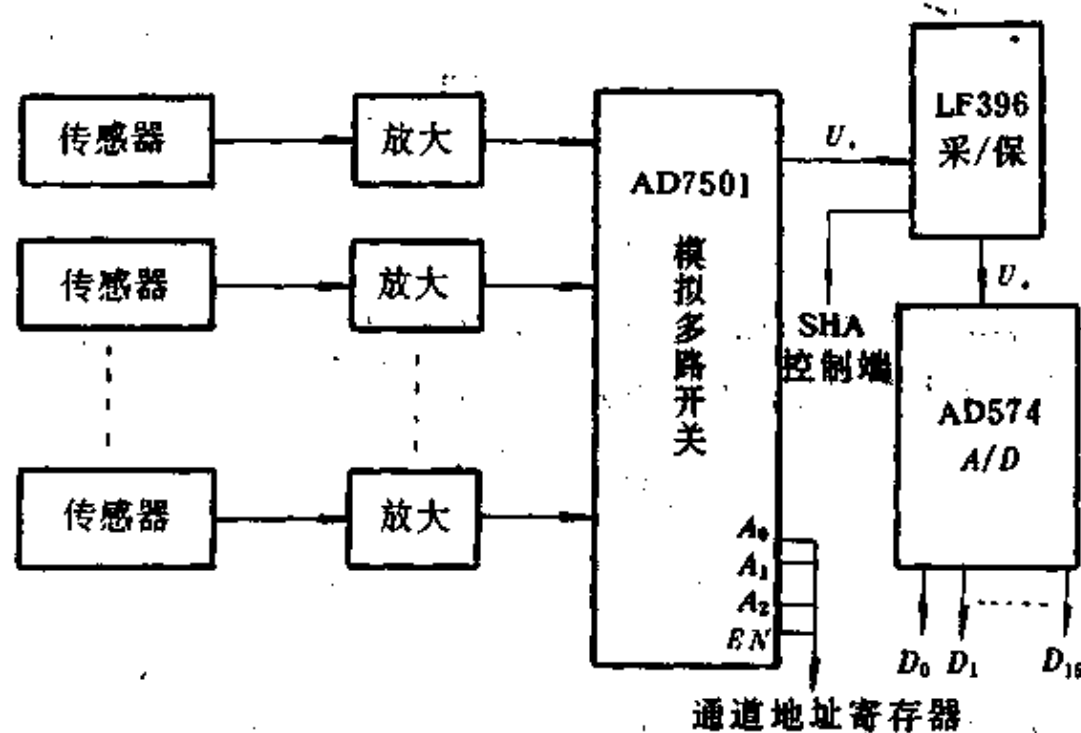 传感器
放大
AD7501
模拟多路开关
LF396
采/保
U。
传感器
放大
U。
SHA
控制端
AD574
A/D
传感器
放大
A₀
A₁
A₂
EN
D₀ D₁ D₁₅
通道地址寄存器